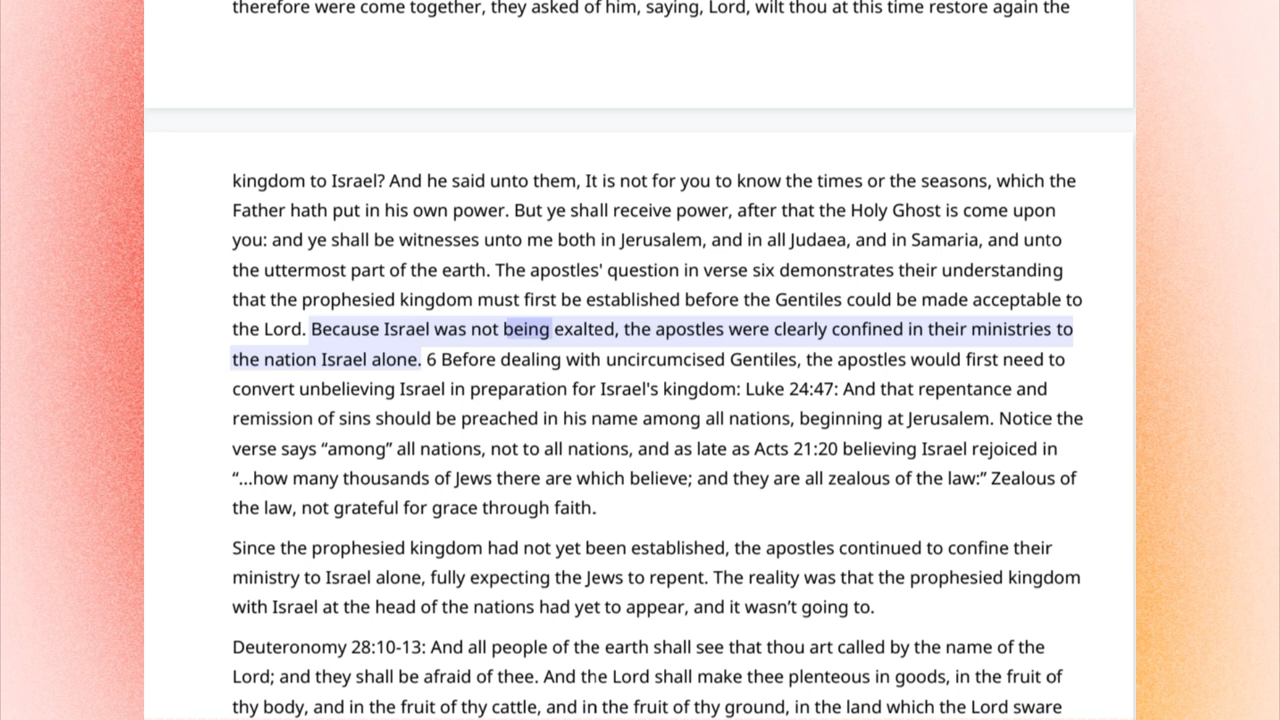 therefore were come together, they asked of him, saying, Lord, wilt thou at this time restore again the
kingdom to Israel? And he said unto them, It is not for you to know the times or the seasons, which the
Father hath put in his own power. But ye shall receive power, after that the Holy Ghost is come upon
you: and ye shall be witnesses unto me both in Jerusalem, and in all Judaea, and in Samaria, and unto
the uttermost part of the earth. The apostles' question in verse six demonstrates their understanding
that the prophesied kingdom must first be established before the Gentiles could be made acceptable to
the Lord. Because Israel was not being exalted, the apostles were clearly confined in their ministries to
the nation Israel alone. 6 Before dealing with uncircumcised Gentiles, the apostles would first need to
convert unbelieving Israel in preparation for Israel's kingdom: Luke 24:47: And that repentance and
remission of sins should be preached in his name among all nations, beginning at Jerusalem. Notice the
verse says “among” all nations, not to all nations, and as late as Acts 21:20 believing Israel rejoiced in
“...how many thousands of Jews there are which believe; and they are all zealous of the law:” Zealous of
the law, not grateful for grace through faith.
Since the prophesied kingdom had not yet been established, the apostles continued to confine their
ministry to Israel alone, fully expecting the Jews to repent. The reality was that the prophesied kingdom
with Israel at the head of the nations had yet to appear, and it wasn’t going to.
Deuteronomy 28:10-13: And all people of the earth shall see that thou art called by the name of the
Lord; and they shall be afraid of thee. And the Lord shall make thee plenteous in goods, in the fruit of
thy body, and in the fruit of thy cattle, and in the fruit of thy ground, in the land which the Lord sware